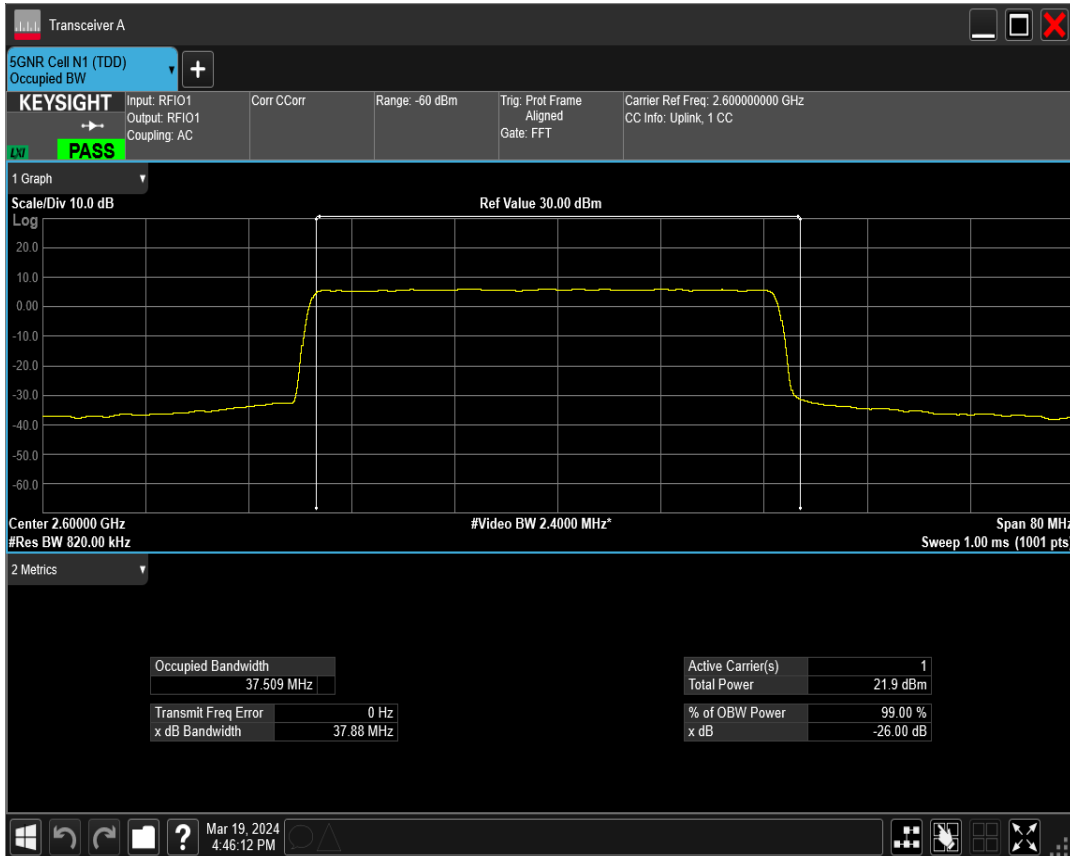 Transceiver A
5GNR Cell N1 (TDD)
Occupied BW
KEYSIGHT
LXI
PASS
Input: RFIO1
Output: RFIO1
Coupling: AC
Corr CCorr
Range: -60 dBm
Trig: Prot Frame
Aligned
Gate: FFT
Carrier Ref Freq: 2.600000000 GHz
CC Info: Uplink, 1 CC
1 Graph
Scale/Div 10.0 dB
Ref Value 30.00 dBm
Log
20.0
10.0
0.00
-10.0
-20.0
-30.0
-40.0
-50.0
-60.0
Center 2.60000 GHz
#Video BW 2.4000 MHz*
Span 80 MHz
#Res BW 820.00 kHz
Sweep 1.00 ms (1001 pts)
2 Metrics
Occupied Bandwidth
37.509 MHz
Transmit Freq Error 0 Hz
x dB Bandwidth 37.88 MHz
Active Carrier(s) 1
Total Power 21.9 dBm
% of OBW Power 99.00 %
x dB -26.00 dB
?
Mar 19, 2024
4:46:12 PM